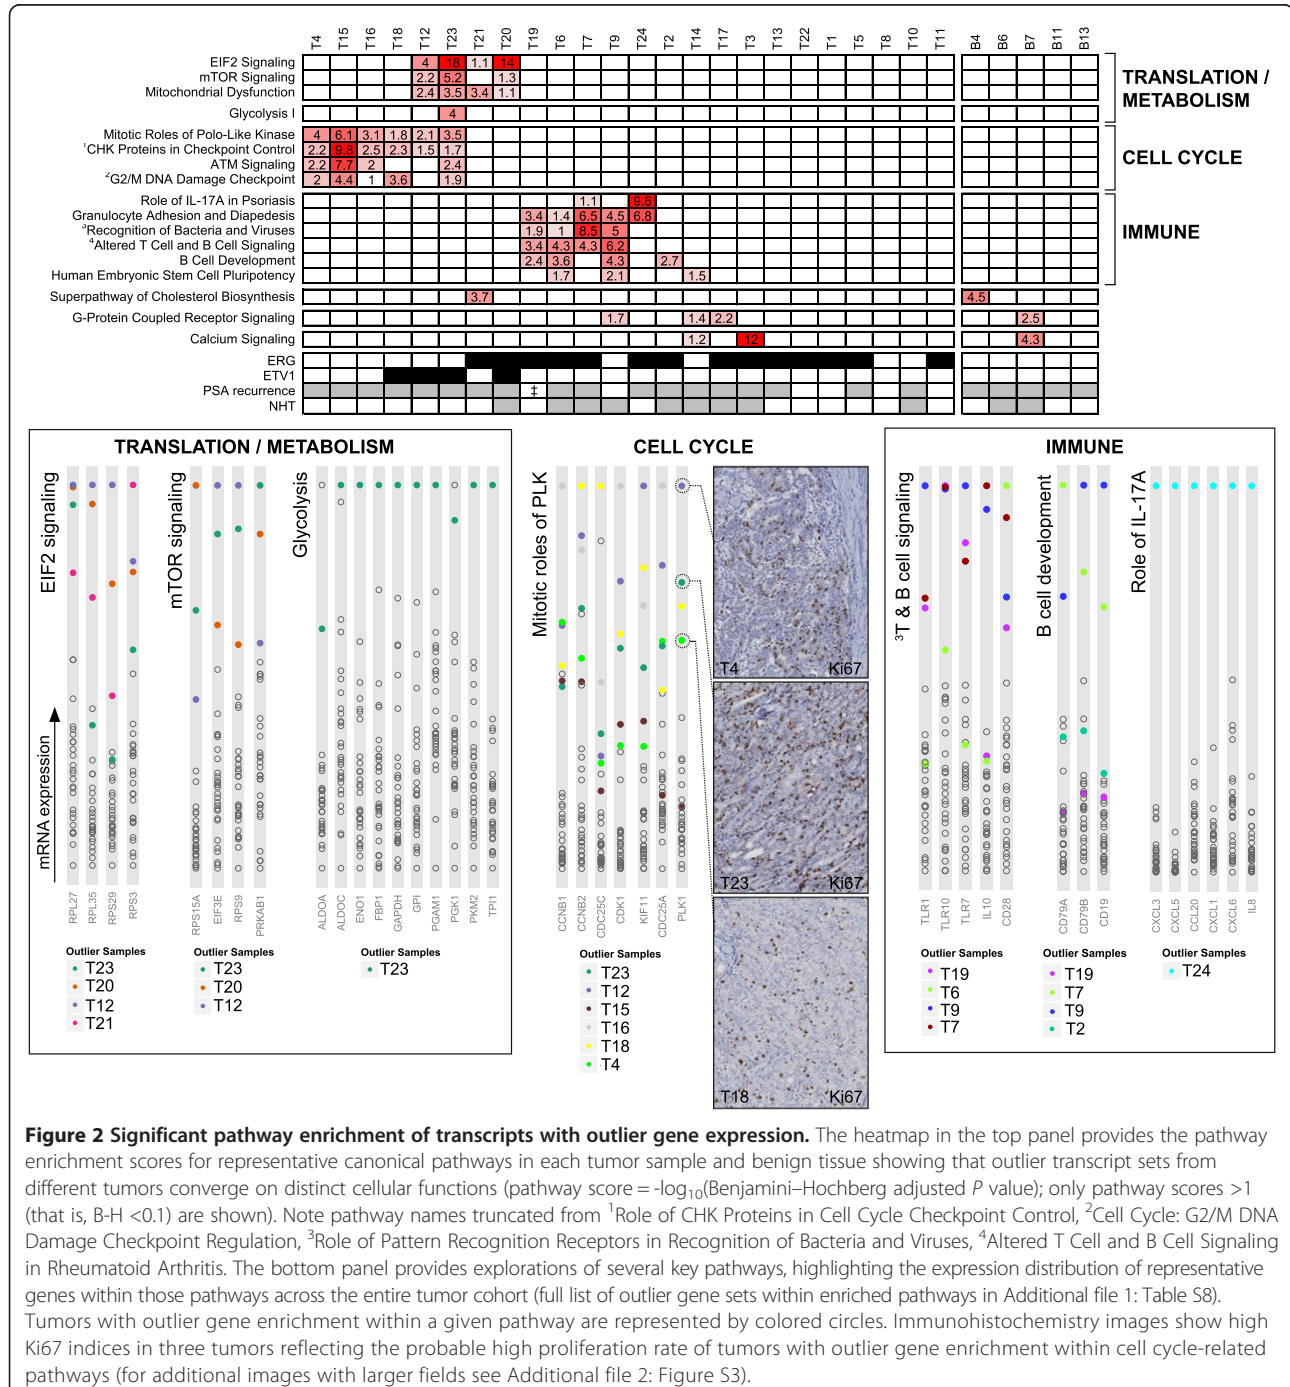 T4 T15 T16 T18 T12 T23 T21 T20 T19 T6 T7 T9 T24 T2 T14 T17 T3 T13 T22 T1 T5 T8 T10 T11 B4 B6 B7 B11 B13
EIF2 Signaling 4 18 1.1 14
mTOR Signaling 2.2 5.2 1.3
Mitochondrial Dysfunction 2.4 3.5 3.4 1.1
TRANSLATION /
METABOLISM
Glycolysis I 4
Mitotic Roles of Polo-Like Kinase 4 6.1 3.1 1.8 2.1 3.5
1CHK Proteins in Checkpoint Control 2.2 9.8 2.5 2.3 1.5 1.7
ATM Signaling 2.2 7.7 2 2.4
2G2/M DNA Damage Checkpoint 2 4.4 1 3.6 1.9
CELL CYCLE
Role of IL-17A in Psoriasis 1.1 9.6
Granulocyte Adhesion and Diapedesis 3.4 1.4 6.5 4.5 6.8
3Recognition of Bacteria and Viruses 1.9 1 8.5 5
4Altered T Cell and B Cell Signaling 3.4 4.3 4.3 6.2
B Cell Development 2.4 3.6 4.3 2.7
Human Embryonic Stem Cell Pluripotency 1.7 2.1 1.5
IMMUNE
Superpathway of Cholesterol Biosynthesis 3.7 4.5
G-Protein Coupled Receptor Signaling 1.7 1.4 2.2 2.5
Calcium Signaling 1.2 12 4.3
ERG
ETV1
PSA recurrence ‡
NHT
TRANSLATION / METABOLISM
EIF2 signaling
mTOR signaling
Glycolysis
mRNA expression
RPL27 RPL35 RPS29 RPS3
RPS15A EIF3E RPS9 PRKAB1
ALDOA ALDOC ENO1 FBP1 GAPDH GPI PGAM1 PGK1 PKM2 TPI1
Outlier Samples
T23
T20
T12
T21
Outlier Samples
T23
T20
T12
Outlier Samples
T23
CELL CYCLE
Mitotic roles of PLK
CCNB1 CCNB2 CDC25C CDK1 KIF11 CDC25A PLK1
Outlier Samples
T23
T12
T15
T16
T18
T4
T4 Ki67
T23 Ki67
T18 Ki67
IMMUNE
3T & B cell signaling
B cell development
Role of IL-17A
TLR1 TLR10 TLR7 IL10 CD28
CD79A CD79B CD19
CXCL3 CXCL5 CCL20 CXCL1 CXCL6 IL8
Outlier Samples
T19
T6
T9
T7
Outlier Samples
T19
T7
T9
T2
Outlier Samples
T24
Figure 2 Significant pathway enrichment of transcripts with outlier gene expression. The heatmap in the top panel provides the pathway
enrichment scores for representative canonical pathways in each tumor sample and benign tissue showing that outlier transcript sets from
different tumors converge on distinct cellular functions (pathway score = -log10(Benjamini–Hochberg adjusted P value); only pathway scores >1
(that is, B-H <0.1) are shown). Note pathway names truncated from 1Role of CHK Proteins in Cell Cycle Checkpoint Control, 2Cell Cycle: G2/M DNA
Damage Checkpoint Regulation, 3Role of Pattern Recognition Receptors in Recognition of Bacteria and Viruses, 4Altered T Cell and B Cell Signaling
in Rheumatoid Arthritis. The bottom panel provides explorations of several key pathways, highlighting the expression distribution of representative
genes within those pathways across the entire tumor cohort (full list of outlier gene sets within enriched pathways in Additional file 1: Table S8).
Tumors with outlier gene enrichment within a given pathway are represented by colored circles. Immunohistochemistry images show high
Ki67 indices in three tumors reflecting the probable high proliferation rate of tumors with outlier gene enrichment within cell cycle-related
pathways (for additional images with larger fields see Additional file 2: Figure S3).